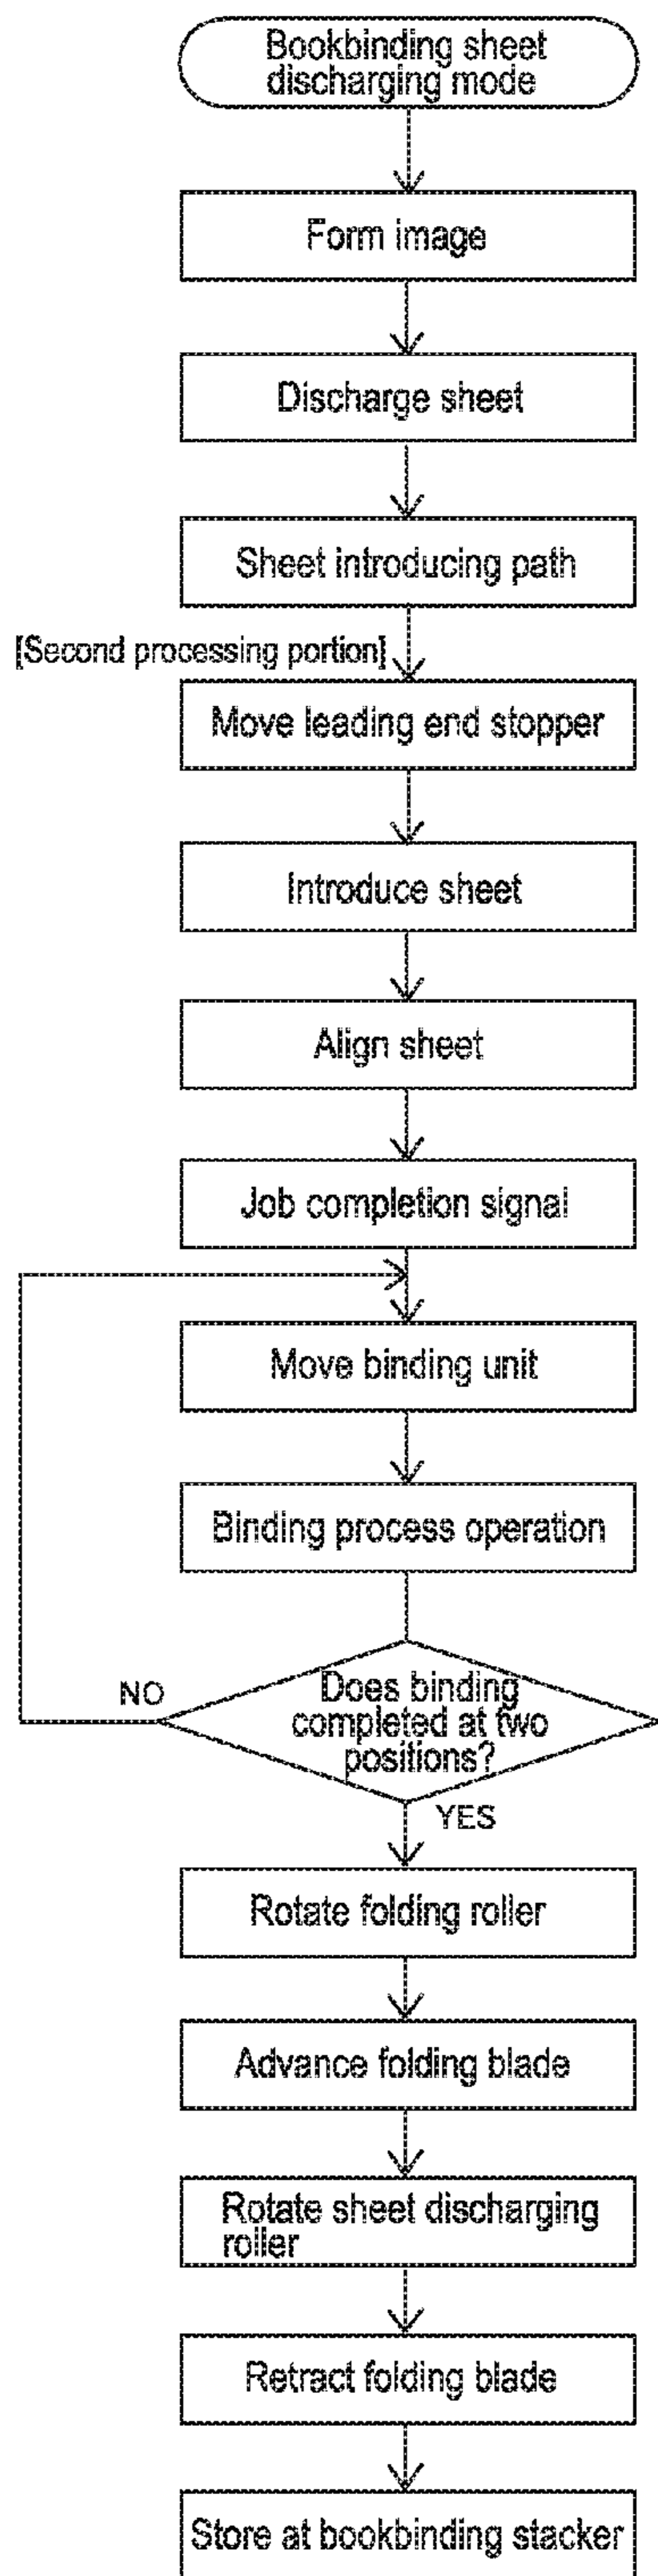 Bookbinding sheet
discharging mode
Form image
Discharge sheet
Sheet introducing path
[Second processing portion]
Move leading end stopper
Introduce sheet
Align sheet
Job completion signal
Move binding unit
Binding process operation
NO
Does binding
completed at two
positions?
YES
Rotate folding roller
Advance folding blade
Rotate sheet discharging
roller
Retract folding blade
Store at bookbinding stacker